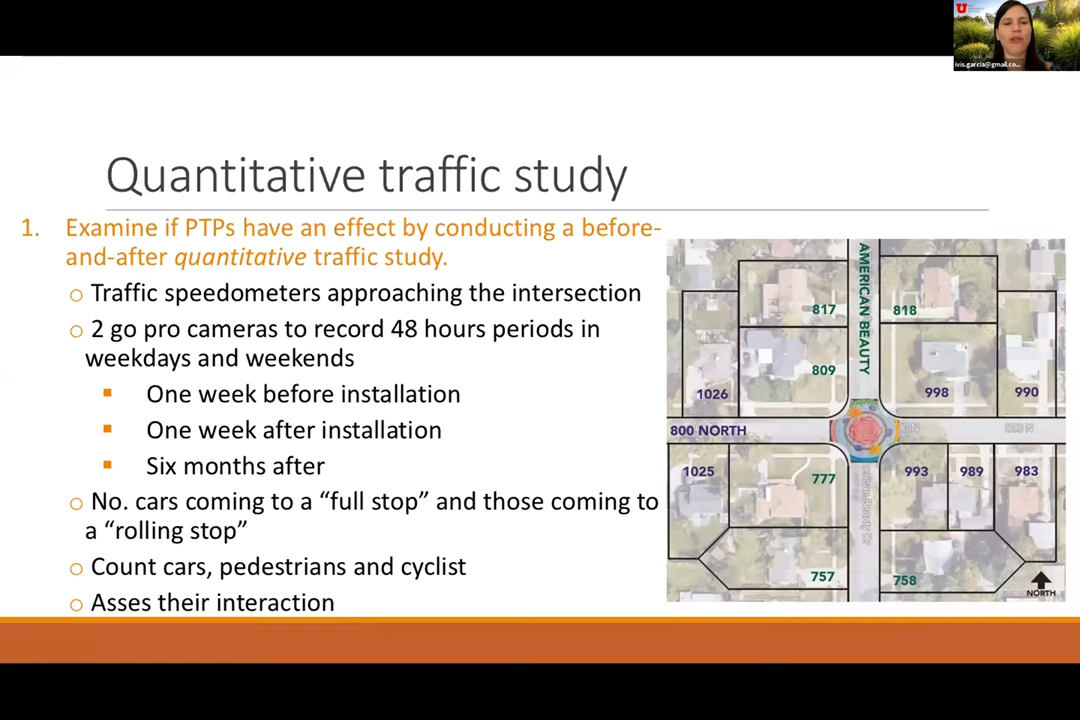 U
ivis.garcia@gmail.co...
Quantitative traffic study
1. Examine if PTPs have an effect by conducting a before-
and-after quantitative traffic study.
o Traffic speedometers approaching the intersection
o 2 go pro cameras to record 48 hours periods in
weekdays and weekends
▪ One week before installation
▪ One week after installation
▪ Six months after
o No. cars coming to a “full stop” and those coming to
a “rolling stop”
o Count cars, pedestrians and cyclist
o Asses their interaction
AMERICAN BEAUTY
817
818
809
1026
998
990
800 NORTH
1025
777
993
989
983
757
758
NORTH